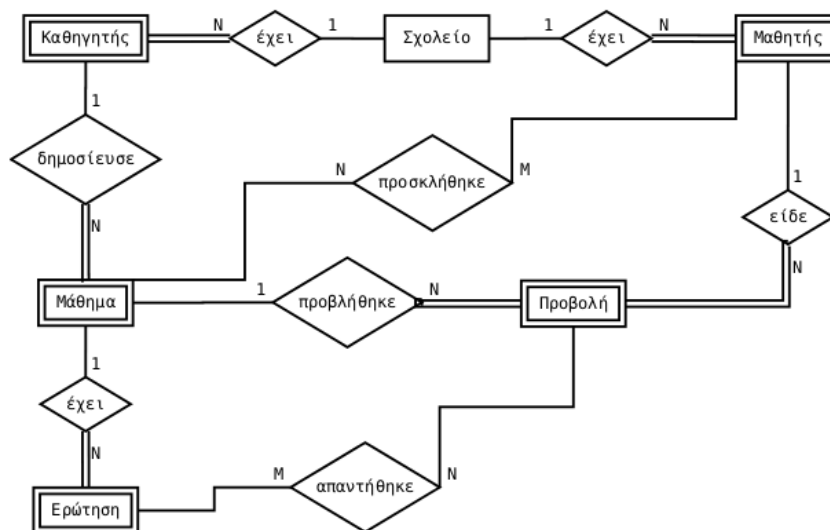 Καθηγητής N έχει 1 Σχολείο 1 έχει N Μαθητής
1
δημοσίευσε
N προσκλήθηκε M
1
είδε
N
N
Μάθημα 1 προβλήθηκε N Προβολή
1
έχει
N
M απαντήθηκε N
Ερώτηση